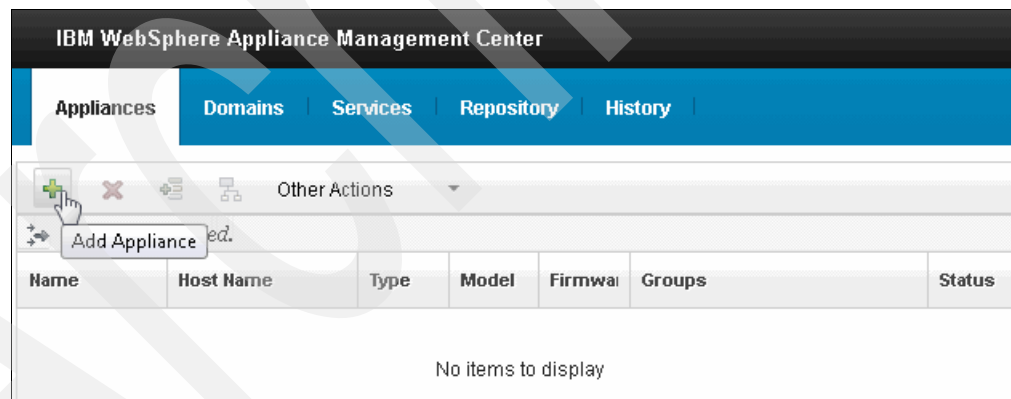 IBM WebSphere Appliance Management Center
Appliances Domains Services Repository History
Other Actions
ed.
Add Appliance
Name Host Name Type Model Firmwar Groups Status
No items to display